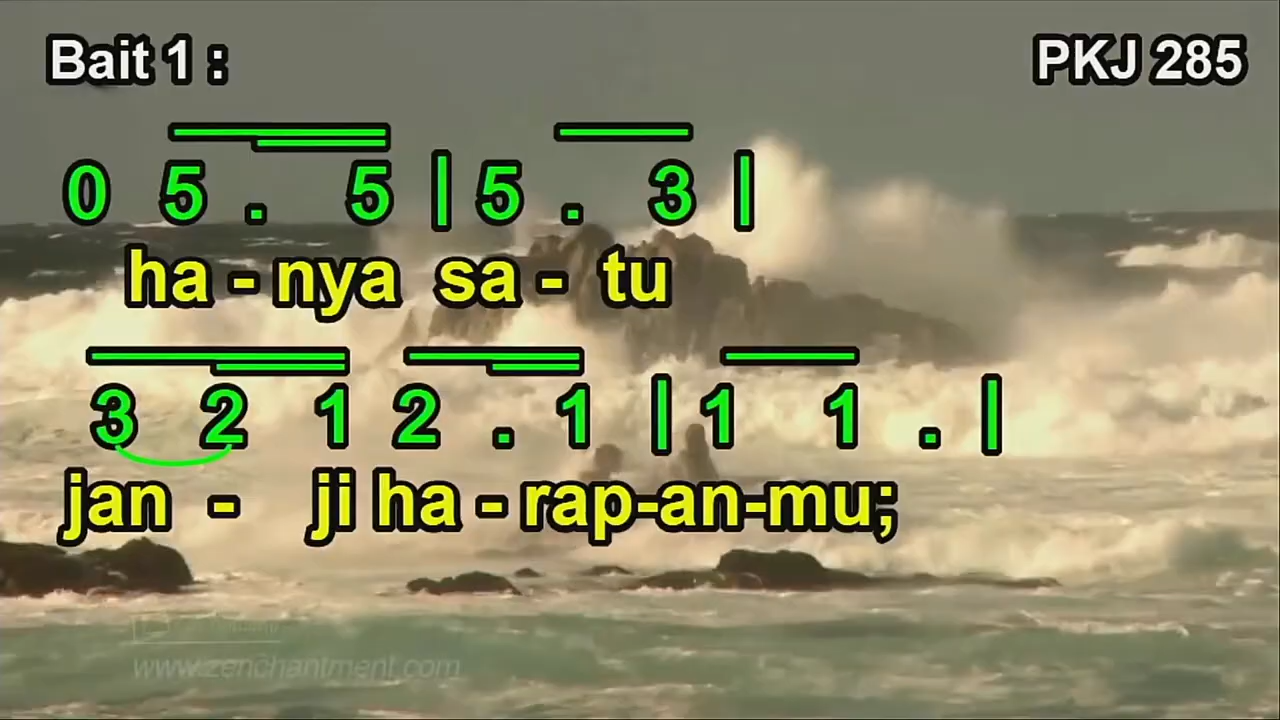 Bait 1 : PKJ 285
0 5 . 5 | 5 . 3 |
ha - nya sa - tu
3 2 1 2 . 1 | 1 1 . |
jan - ji ha - rap-an-mu;
www.zenchantment.com